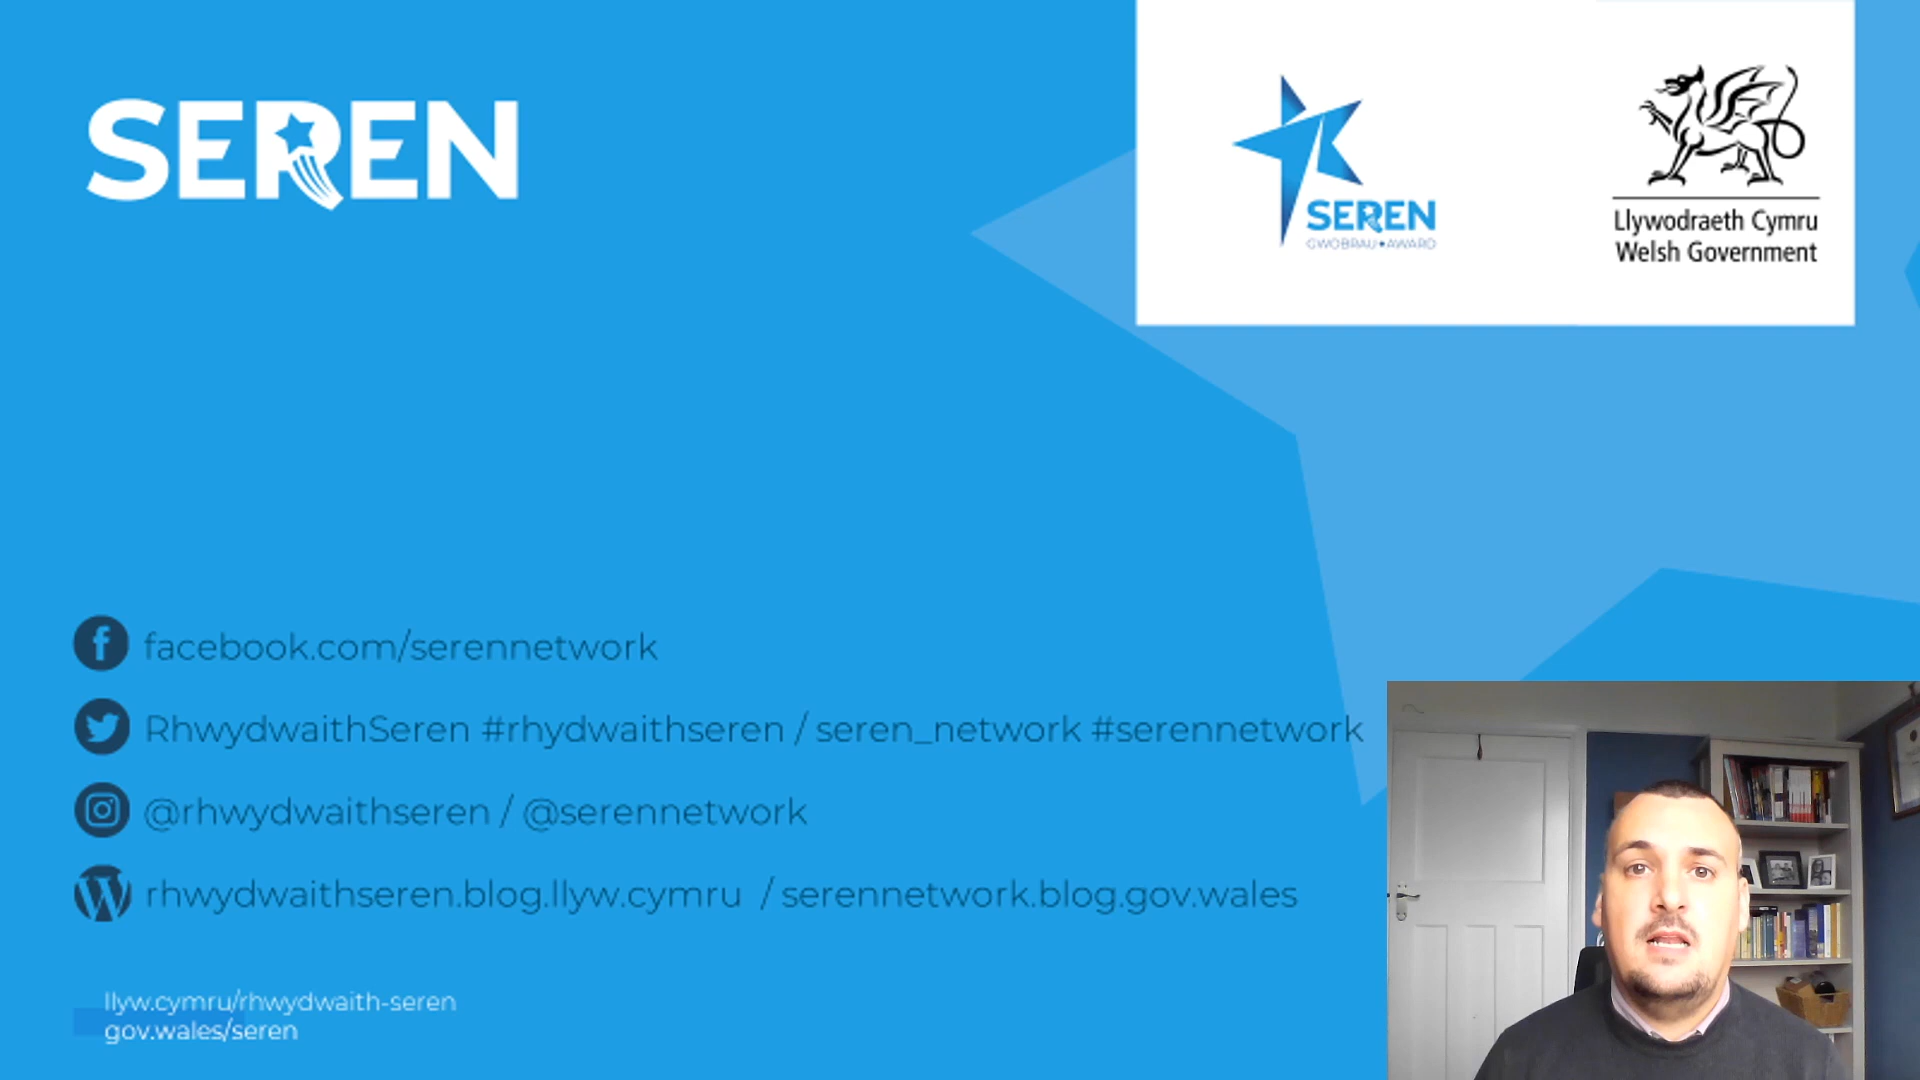 SEREN
SEREN
GWOBRAU AWARD
Llywodraeth Cymru
Welsh Government
facebook.com/serennetwork
RhwydwaithSeren #rhydwaithseren / seren_network #serennetwork
@rhwydwaithseren / @serennetwork
rhwydwaithseren.blog.llyw.cymru / serennetwork.blog.gov.wales
llyw.cymru/rhwydwaith-seren
gov.wales/seren